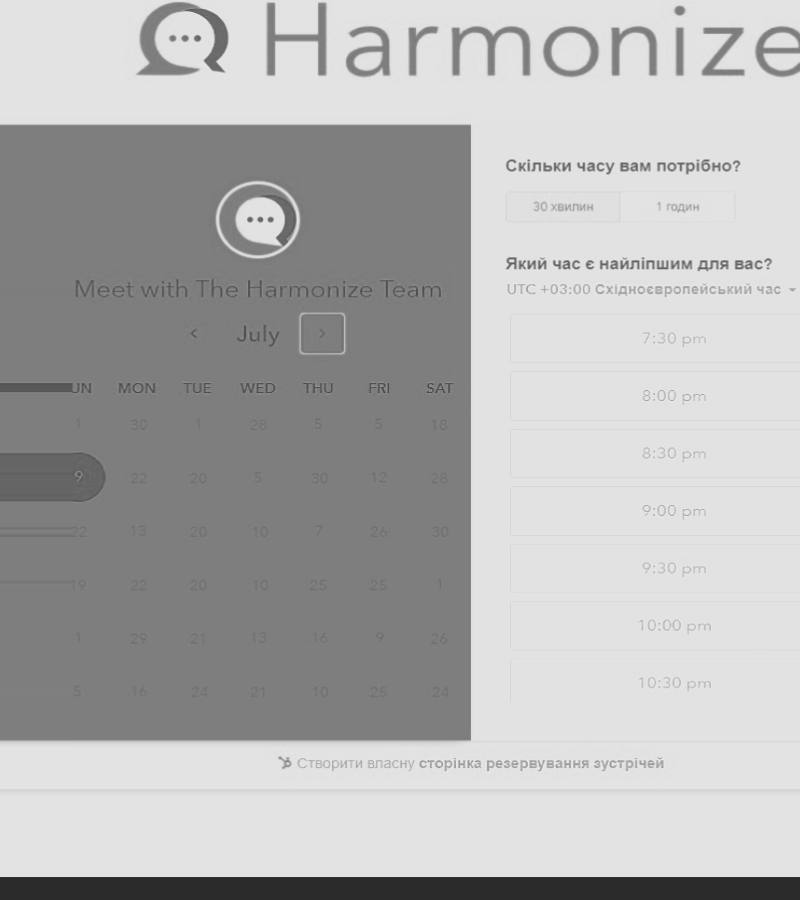 Harmonize
Meet with The Harmonize Team
July
UN MON TUE WED THU FRI SAT
1 30 1 28 5 5 18
9 22 20 5 30 12 28
22 13 20 10 7 26 30
19 22 20 10 25 25 1
1 29 21 13 16 9 26
5 16 24 21 10 25 24
Скільки часу вам потрібно?
30 хвилин 1 годин
Який час є найліпшим для вас?
UTC +03:00 Східноєвропейський час
7:30 pm
8:00 pm
8:30 pm
9:00 pm
9:30 pm
10:00 pm
10:30 pm
Створити власну сторінка резервування зустрічей